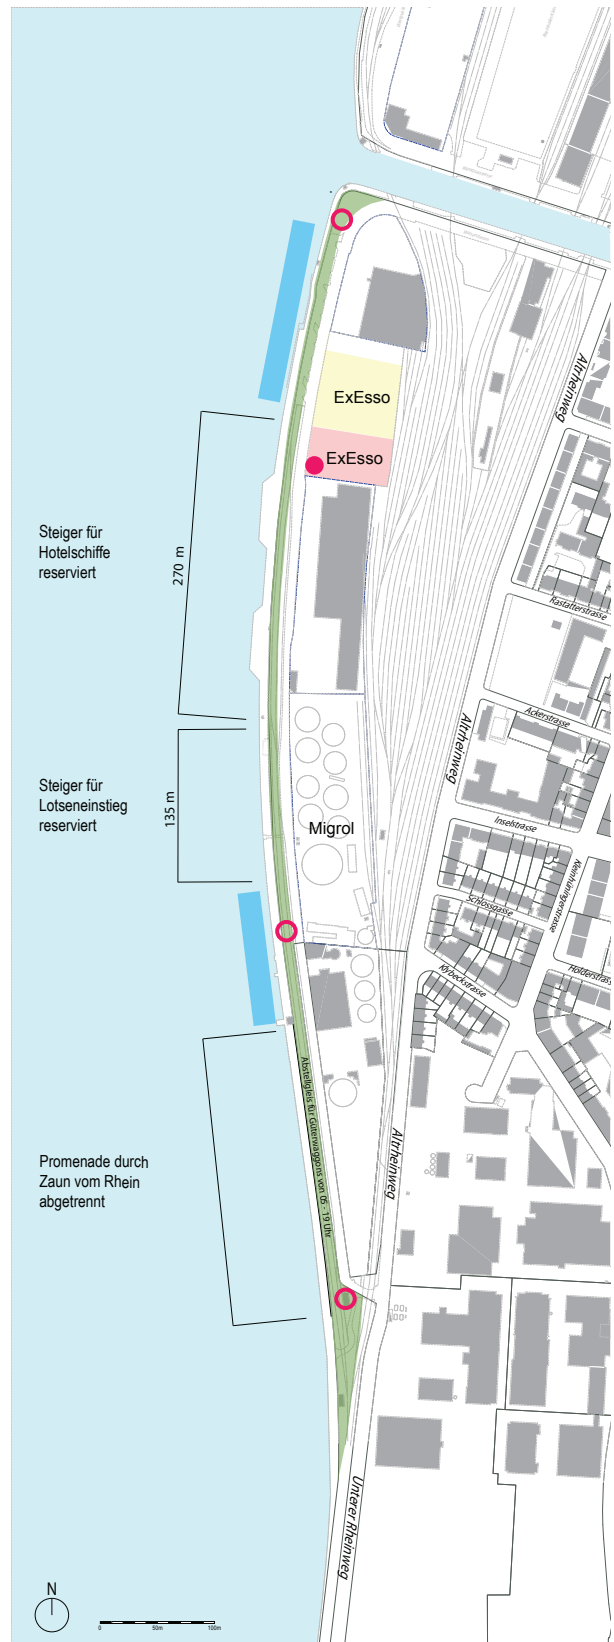 ExEsso
ExEsso
Altrheinweg
Steiger für
Hotelschiffe
reserviert
270 m
Rastatterstrasse
Ackerstrasse
Altrheinweg
Steiger für
Lotseneinstieg
reserviert
135 m
Migrol
Inselstrasse
Kleinhüningerstrasse
Schlossgasse
Klybeckstrasse
Abstellgleis für Güterwaggons von 05 - 19 Uhr
Altrheinweg
Promenade durch
Zaun vom Rhein
abgetrennt
Unterer Rheinweg
N
0 50m 100m